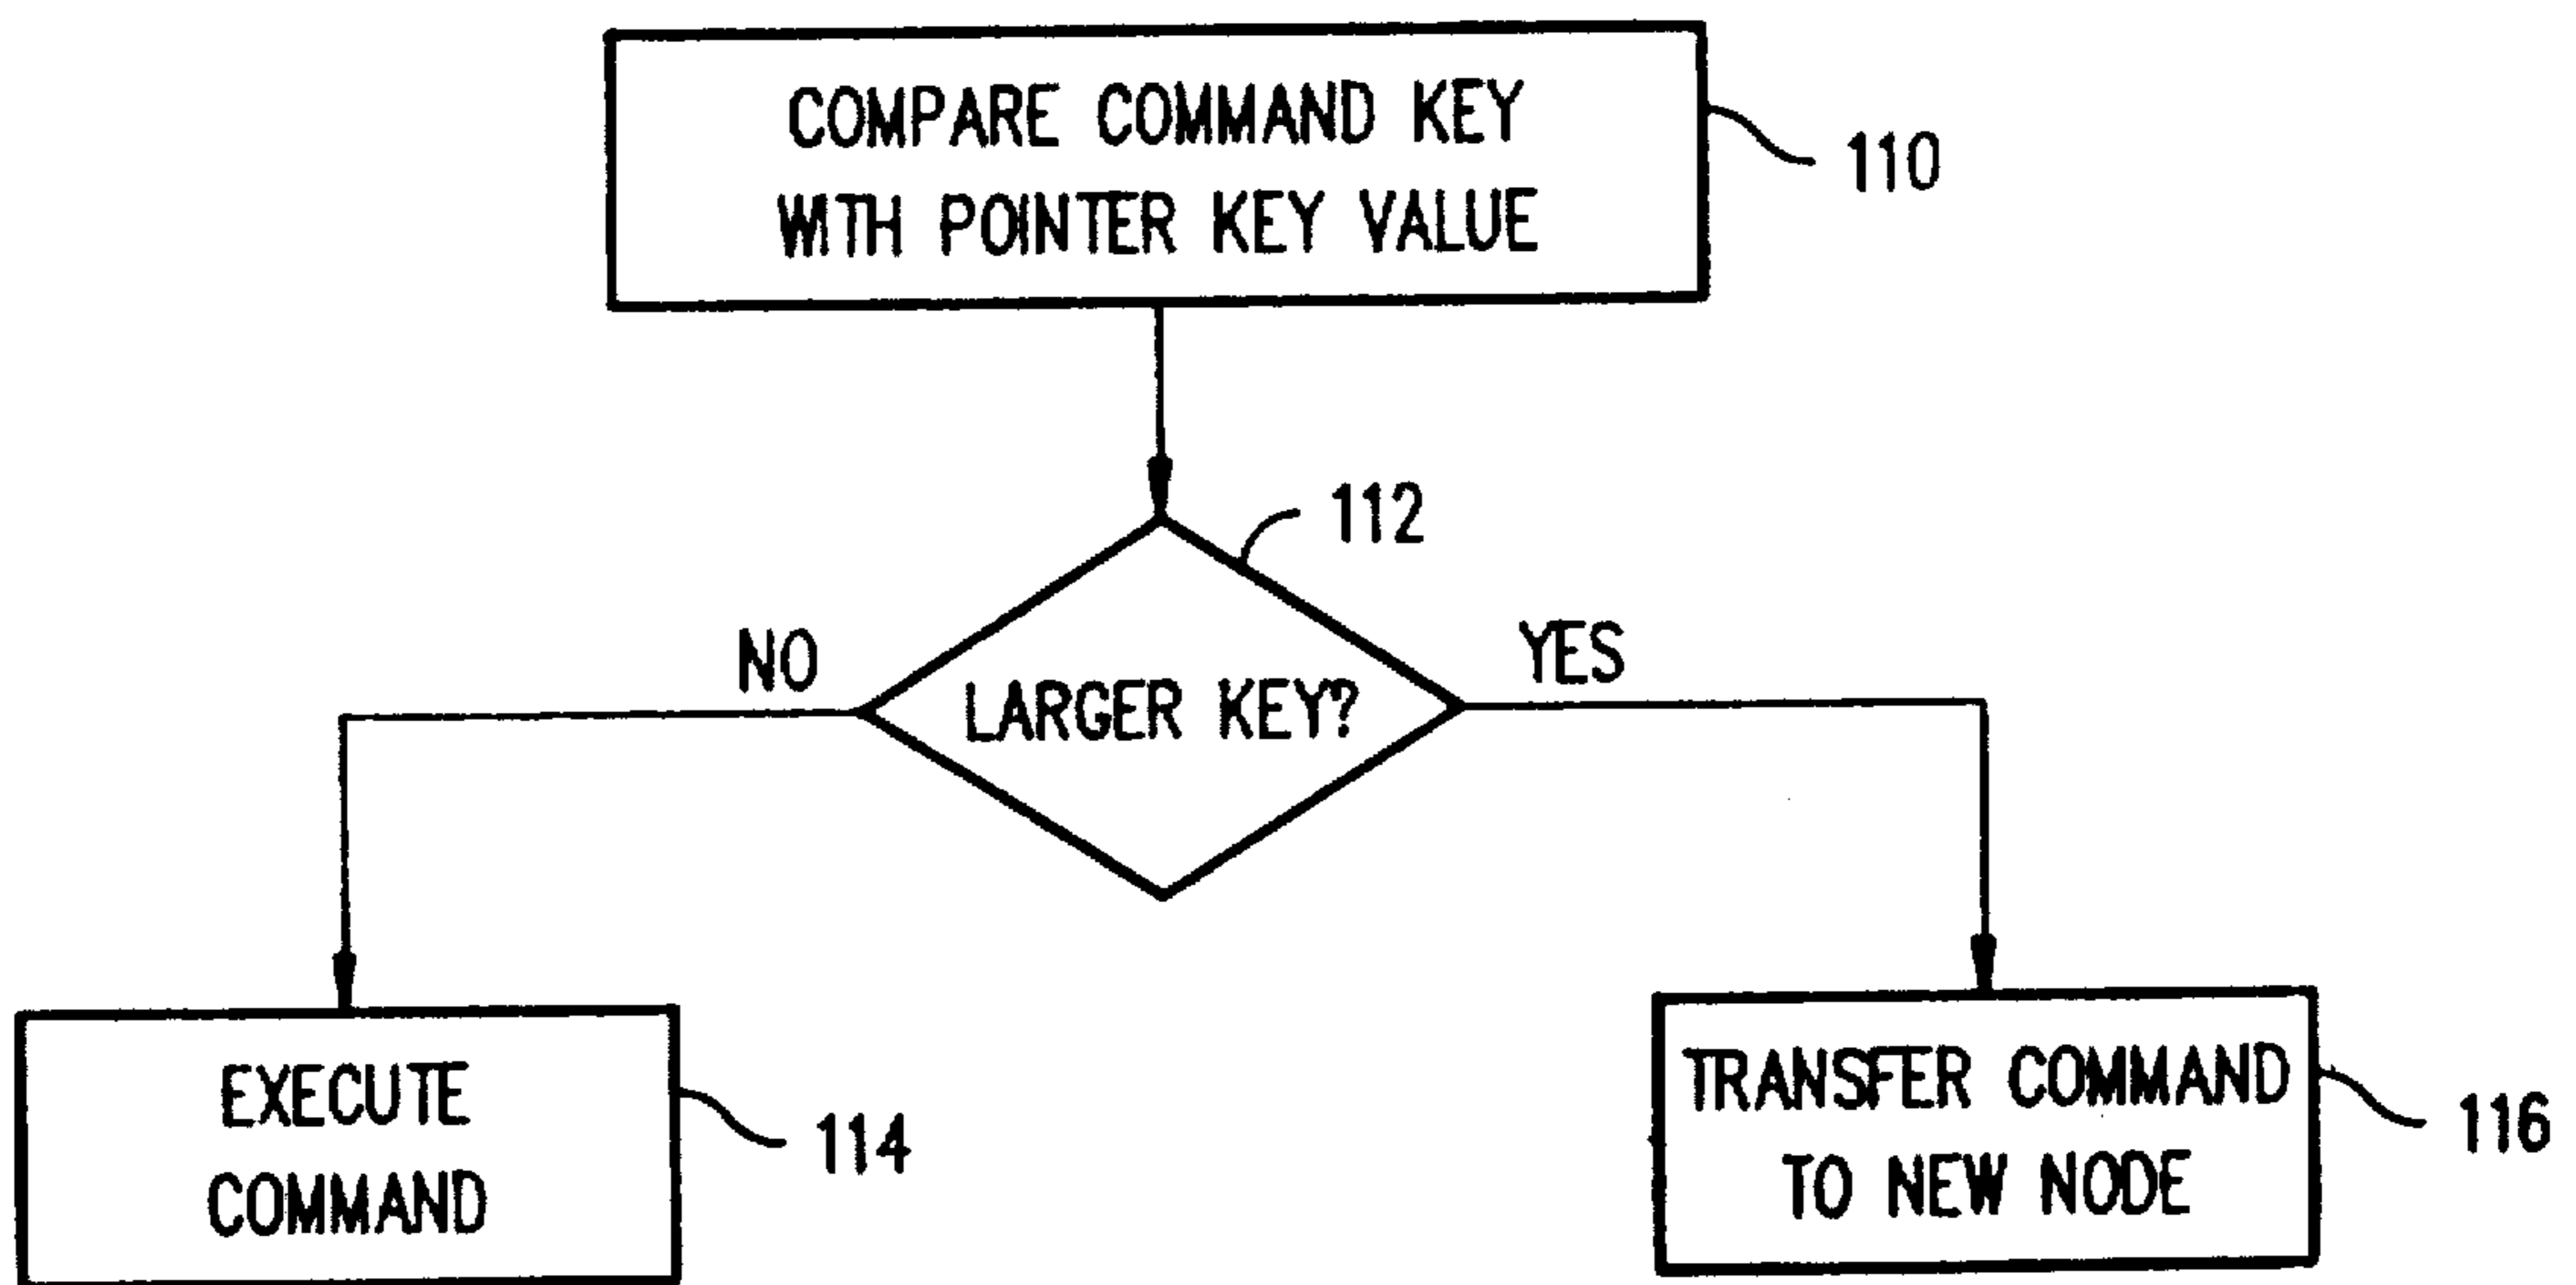 COMPARE COMMAND KEY
WITH POINTER KEY VALUE
110
112
NO
YES
LARGER KEY?
EXECUTE
COMMAND
114
TRANSFER COMMAND
TO NEW NODE
116